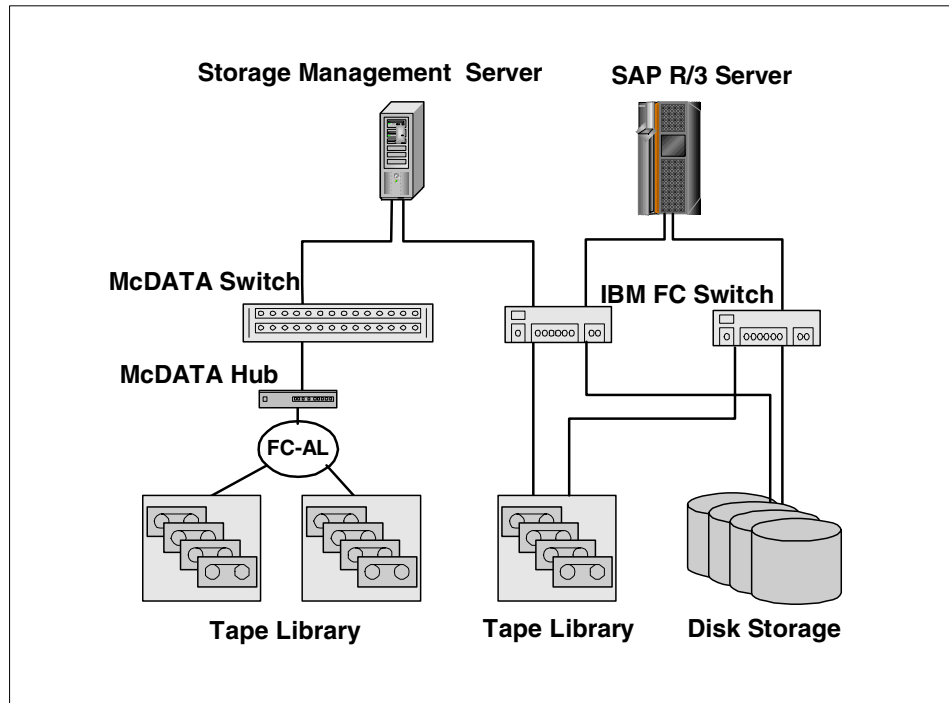 Storage Management Server
SAP R/3 Server
McDATA Switch
IBM FC Switch
McDATA Hub
FC-AL
Tape Library
Tape Library
Disk Storage